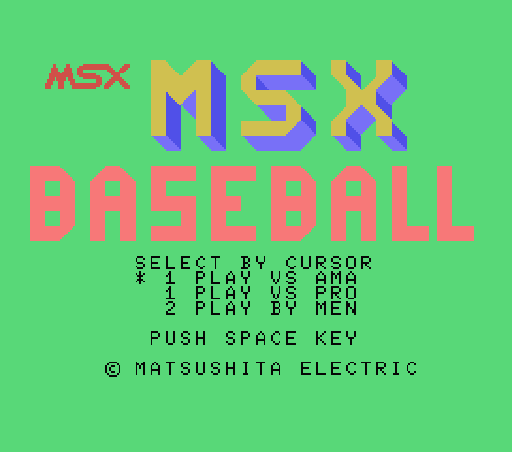 MSX MSX
BASEBALL
SELECT BY CURSOR
* 1 PLAY VS AMA
1 PLAY VS PRO
2 PLAY BY MEN
PUSH SPACE KEY
© MATSUSHITA ELECTRIC